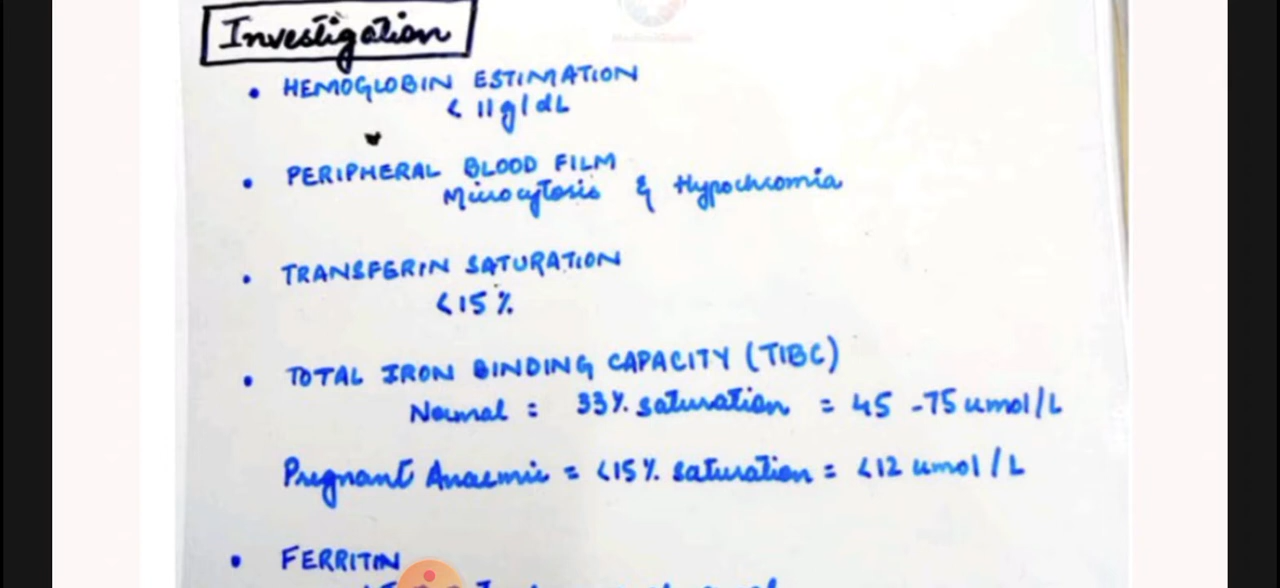 Investigation
• HEMOGLOBIN ESTIMATION
< 11g/dL
• PERIPHERAL BLOOD FILM
Microcytosis & Hypochromia
• TRANSFERIN SATURATION
<15%
• TOTAL IRON BINDING CAPACITY (TIBC)
Normal = 33% saturation = 45 -75 umol/L
Pregnant Anaemic = <15% saturation = <12 umol/L
• FERRITIN